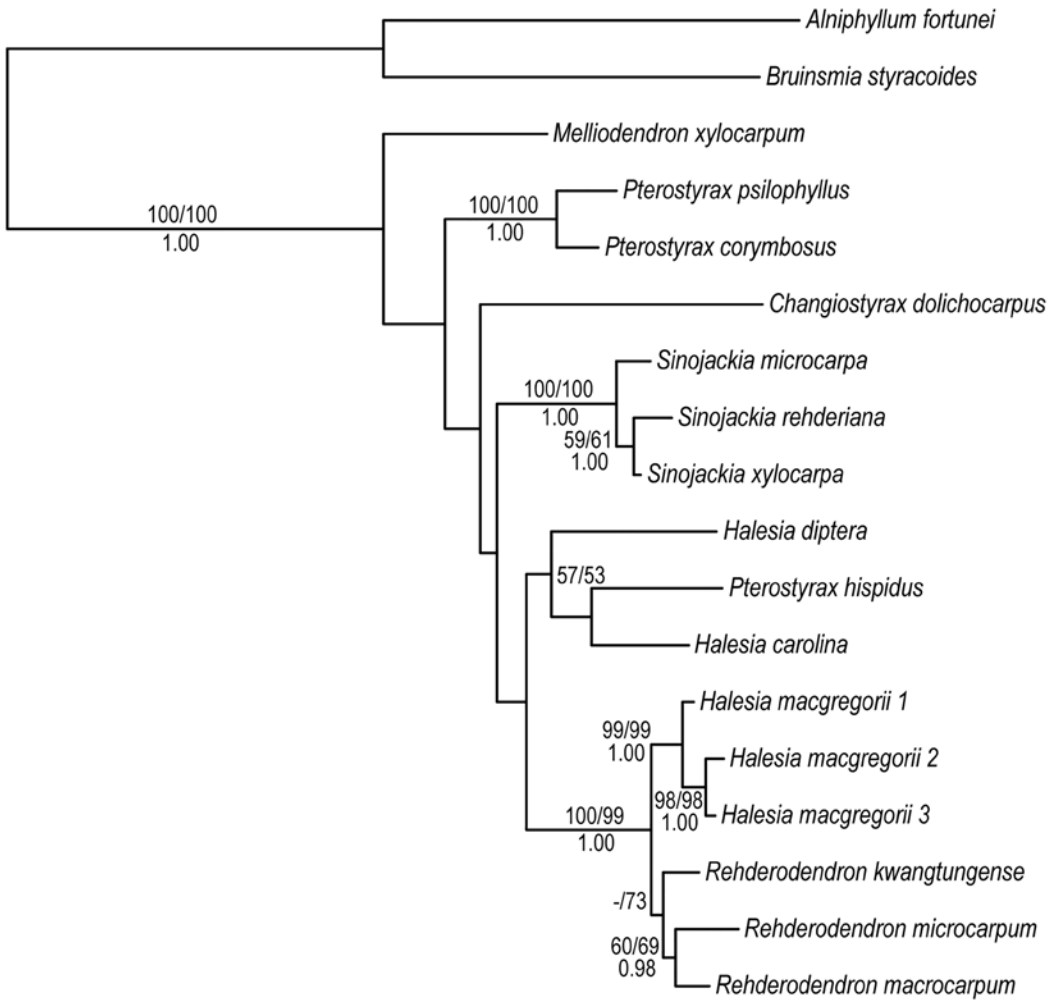 Alniphyllum fortunei
Bruinsmia styracoides
Melliodendron xylocarpum
Pterostyrax psilophyllus
100/100
100/100
1.00
1.00
Pterostyrax corymbosus
Changiostyrax dolichocarpus
Sinojackia microcarpa
100/100
1.00
Sinojackia rehderiana
59/61
1.00
Sinojackia xylocarpa
Halesia diptera
57/53
Pterostyrax hispidus
Halesia carolina
Halesia macgregorii 1
99/99
1.00
Halesia macgregorii 2
98/98
1.00
Halesia macgregorii 3
100/99
1.00
Rehderodendron kwangtungense
-/73
Rehderodendron microcarpum
60/69
0.98
Rehderodendron macrocarpum